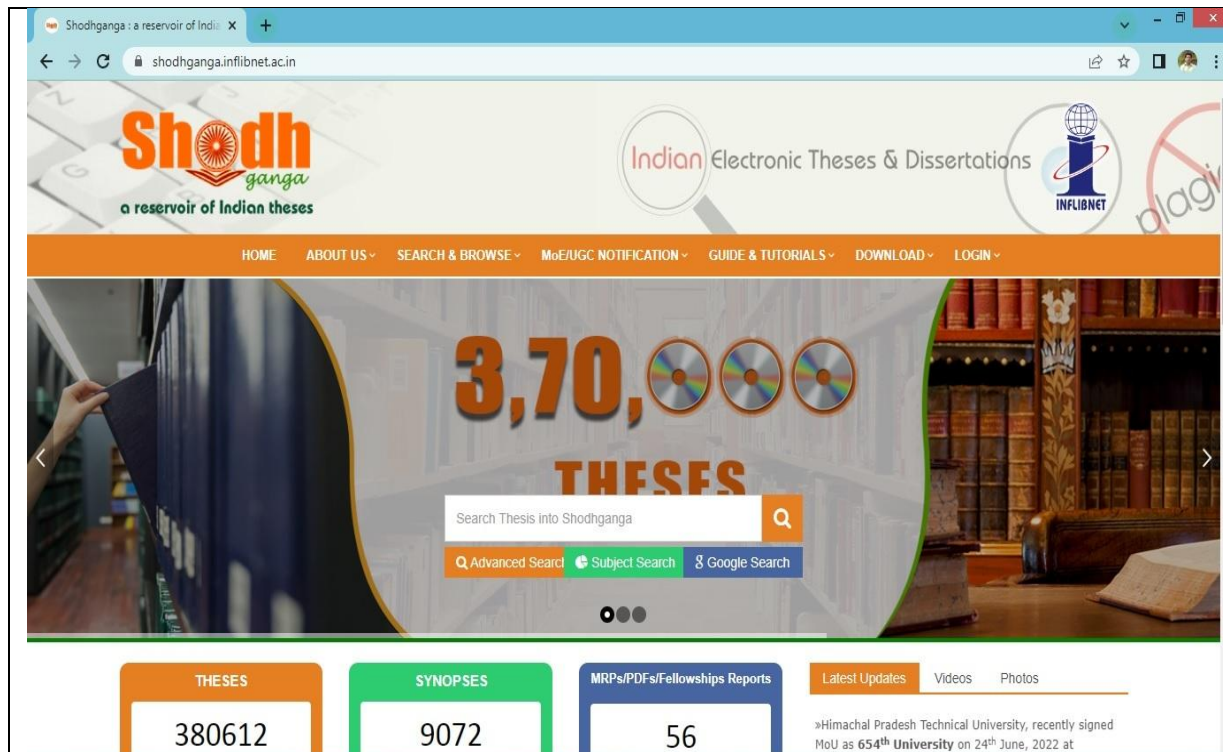 Shodhganga : a reservoir of India
shodhganga.inflibnet.ac.in
Shodh
ganga
a reservoir of Indian theses
Indian Electronic Theses & Dissertations
INFLIBNET
plagi
HOME ABOUT US SEARCH & BROWSE MoE/UGC NOTIFICATION GUIDE & TUTORIALS DOWNLOAD LOGIN
3,70,000
THESES
Search Thesis into Shodhganga
Advanced Searc Subject Search Google Search
THESES SYNOPSES MRPs/PDFs/Fellowships Reports Latest Updates Videos Photos
380612 9072 56
»Himachal Pradesh Technical University, recently signed
MoU as 654th University on 24th June, 2022 at